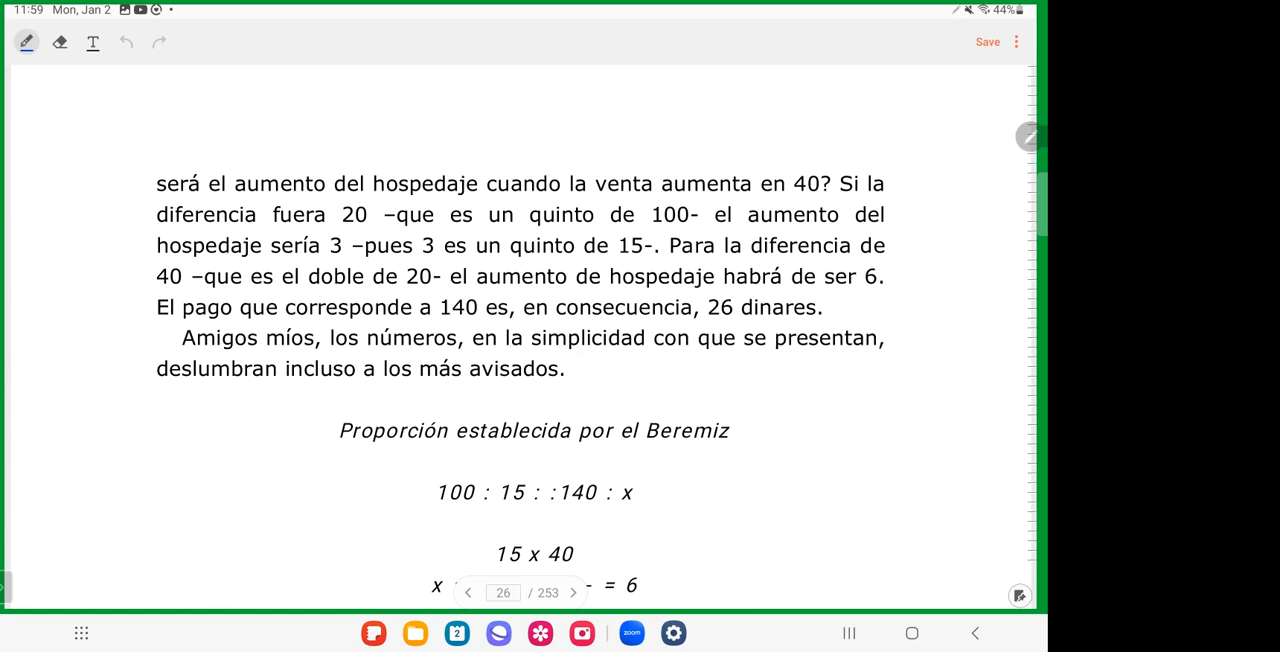 11:59 Mon, Jan 2
44%
T
Save
será el aumento del hospedaje cuando la venta aumenta en 40? Si la
diferencia fuera 20 –que es un quinto de 100- el aumento del
hospedaje sería 3 –pues 3 es un quinto de 15-. Para la diferencia de
40 –que es el doble de 20- el aumento de hospedaje habrá de ser 6.
El pago que corresponde a 140 es, en consecuencia, 26 dinares.
Amigos míos, los números, en la simplicidad con que se presentan,
deslumbran incluso a los más avisados.
Proporción establecida por el Beremiz
100 : 15 : :140 : x
15 x 40
x - = 6
26 / 253
2
zoom